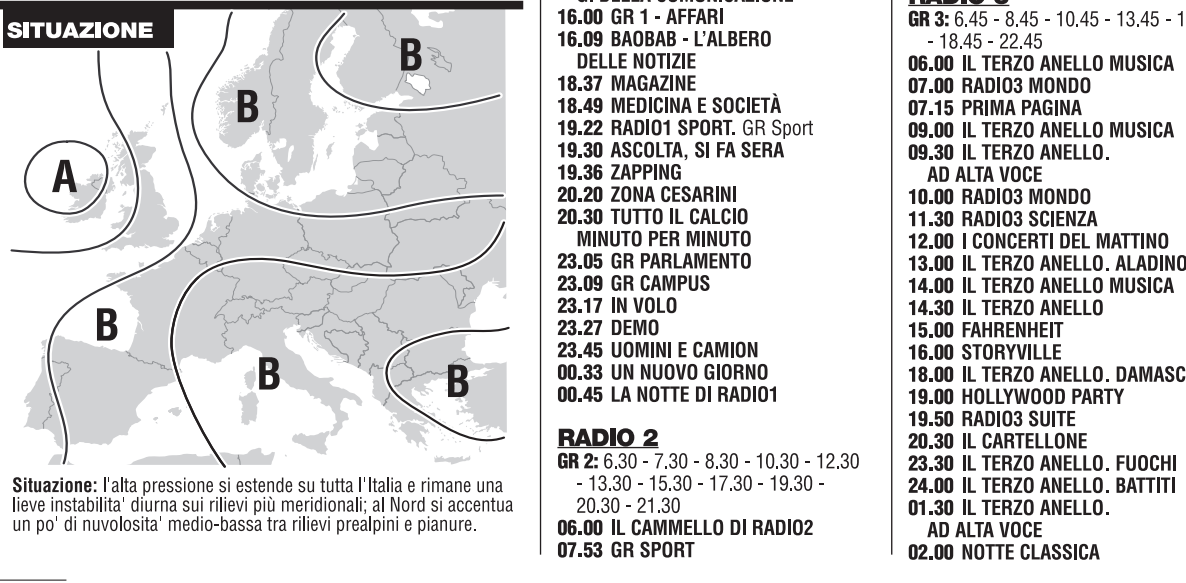 SITUAZIONE
B
B
A
B
B
B
Situazione: l'alta pressione si estende su tutta l'Italia e rimane una
lieve instabilita' diurna sui rilievi più meridionali; al Nord si accentua
un po' di nuvolosita' medio-bassa tra rilievi prealpini e pianure.
GI DELLA COMUNICAZIONE
16.00 GR 1 - AFFARI
16.09 BAOBAB - L'ALBERO
DELLE NOTIZIE
18.37 MAGAZINE
18.49 MEDICINA E SOCIETÀ
19.22 RADIO1 SPORT. GR Sport
19.30 ASCOLTA, SI FA SERA
19.36 ZAPPING
20.20 ZONA CESARINI
20.30 TUTTO IL CALCIO
MINUTO PER MINUTO
23.05 GR PARLAMENTO
23.09 GR CAMPUS
23.17 IN VOLO
23.27 DEMO
23.45 UOMINI E CAMION
00.33 UN NUOVO GIORNO
00.45 LA NOTTE DI RADIO1
RADIO 2
GR 2: 6.30 - 7.30 - 8.30 - 10.30 - 12.30
- 13.30 - 15.30 - 17.30 - 19.30 -
20.30 - 21.30
06.00 IL CAMMELLO DI RADIO2
07.53 GR SPORT
RADIO 3
GR 3: 6.45 - 8.45 - 10.45 - 13.45 - 1
- 18.45 - 22.45
06.00 IL TERZO ANELLO MUSICA
07.00 RADIO3 MONDO
07.15 PRIMA PAGINA
09.00 IL TERZO ANELLO MUSICA
09.30 IL TERZO ANELLO.
AD ALTA VOCE
10.00 RADIO3 MONDO
11.30 RADIO3 SCIENZA
12.00 I CONCERTI DEL MATTINO
13.00 IL TERZO ANELLO. ALADINO
14.00 IL TERZO ANELLO MUSICA
14.30 IL TERZO ANELLO
15.00 FAHRENHEIT
16.00 STORYVILLE
18.00 IL TERZO ANELLO. DAMASC
19.00 HOLLYWOOD PARTY
19.50 RADIO3 SUITE
20.30 IL CARTELLONE
23.30 IL TERZO ANELLO. FUOCHI
24.00 IL TERZO ANELLO. BATTITI
01.30 IL TERZO ANELLO.
AD ALTA VOCE
02.00 NOTTE CLASSICA